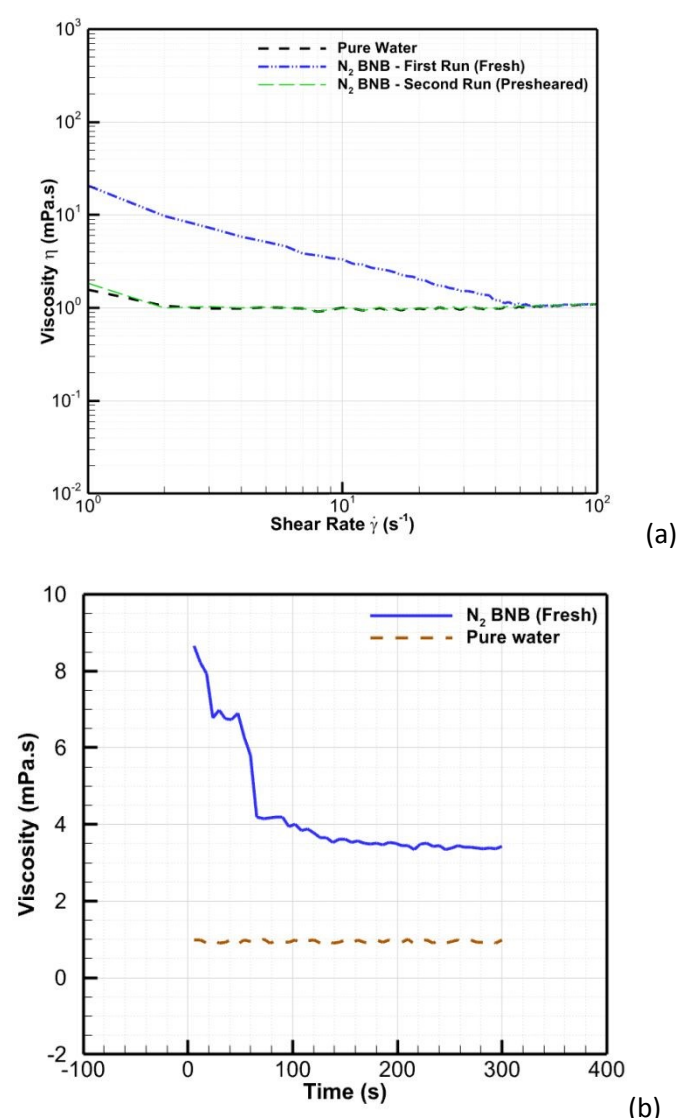 10³
Pure Water
N₂ BNB - First Run (Fresh)
N₂ BNB - Second Run (Presheared)
10²
10¹
10⁰
10⁻¹
10⁻²
Viscosity η (mPa.s)
10⁰ 10¹ 10²
Shear Rate γ̇ (s⁻¹)
(a)
10
N₂ BNB (Fresh)
Pure water
8
6
4
2
0
-2
Viscosity (mPa.s)
-100 0 100 200 300 400
Time (s)
(b)